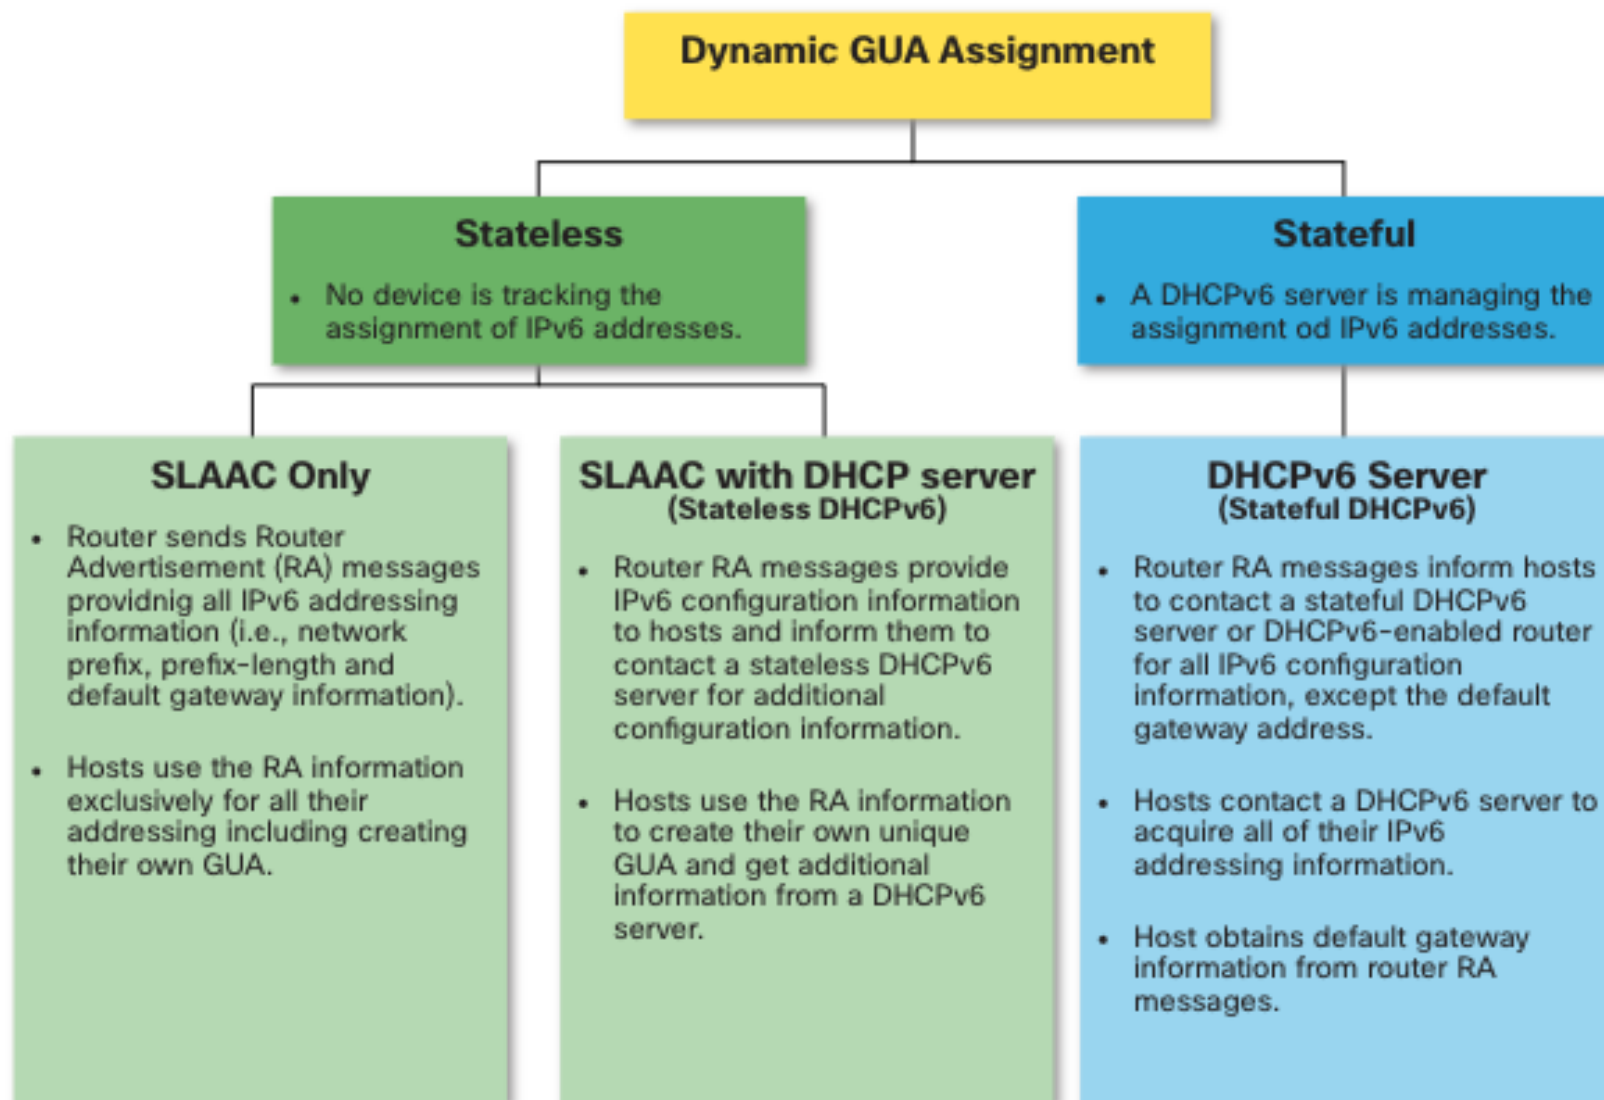 Dynamic GUA Assignment
Stateless
• No device is tracking the
assignment of IPv6 addresses.
Stateful
• A DHCPv6 server is managing the
assignment od IPv6 addresses.
SLAAC Only
• Router sends Router
Advertisement (RA) messages
providnig all IPv6 addressing
information (i.e., network
prefix, prefix-length and
default gateway information).
• Hosts use the RA information
exclusively for all their
addressing including creating
their own GUA.
SLAAC with DHCP server
(Stateless DHCPv6)
• Router RA messages provide
IPv6 configuration information
to hosts and inform them to
contact a stateless DHCPv6
server for additional
configuration information.
• Hosts use the RA information
to create their own unique
GUA and get additional
information from a DHCPv6
server.
DHCPv6 Server
(Stateful DHCPv6)
• Router RA messages inform hosts
to contact a stateful DHCPv6
server or DHCPv6-enabled router
for all IPv6 configuration
information, except the default
gateway address.
• Hosts contact a DHCPv6 server to
acquire all of their IPv6
addressing information.
• Host obtains default gateway
information from router RA
messages.